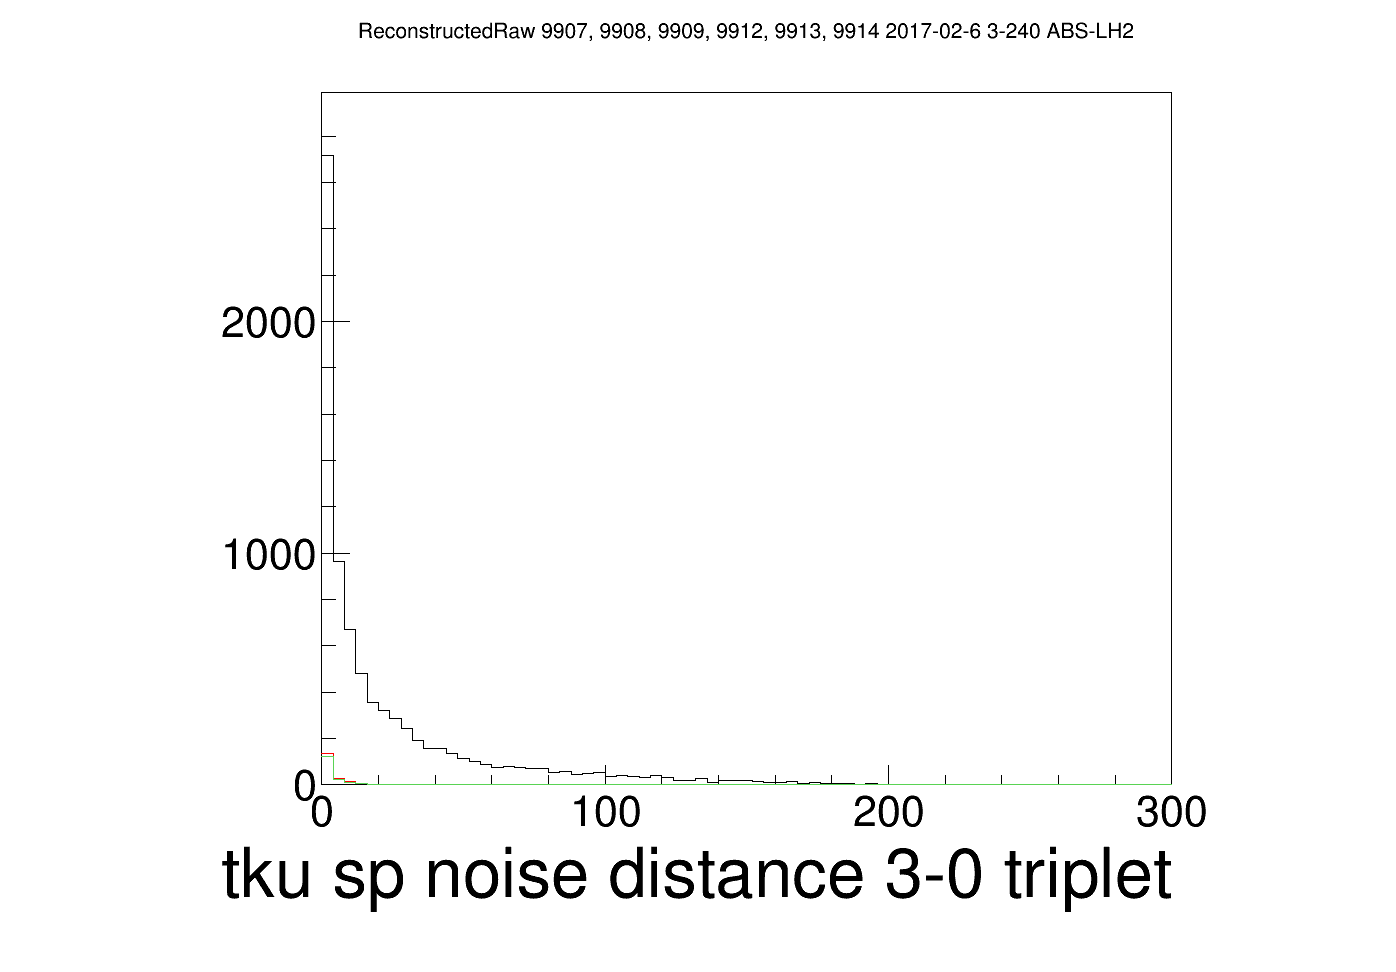 ReconstructedRaw 9907, 9908, 9909, 9912, 9913, 9914 2017-02-6 3-240 ABS-LH2
2000
1000
0
0 100 200 300
tku sp noise distance 3-0 triplet